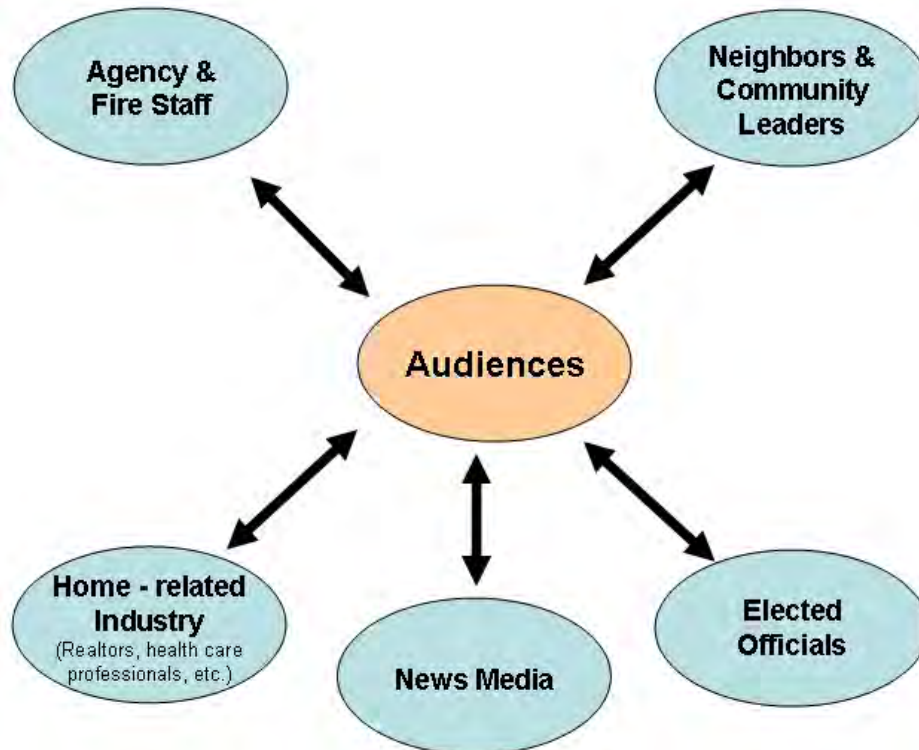 Agency &
Fire Staff
Neighbors &
Community
Leaders
Audiences
Home - related
Industry
(Realtors, health care
professionals, etc.)
News Media
Elected
Officials